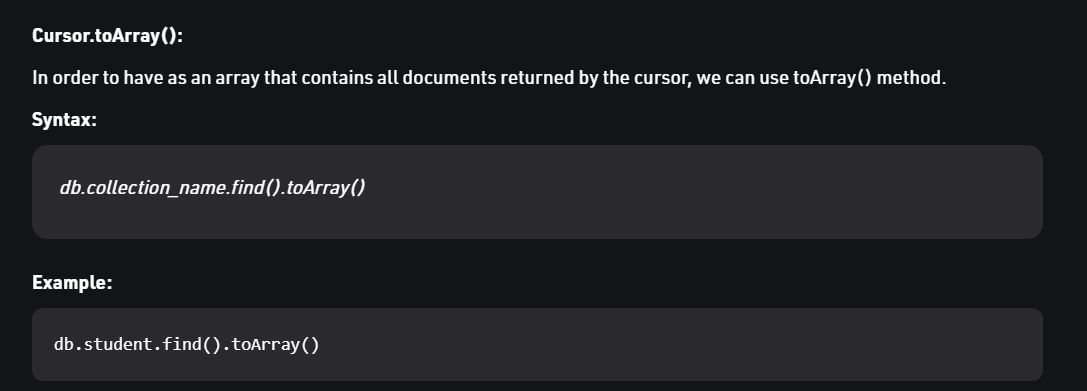 Cursor.toArray():
In order to have as an array that contains all documents returned by the cursor, we can use toArray() method.
Syntax:
db.collection_name.find().toArray()
Example:
db.student.find().toArray()